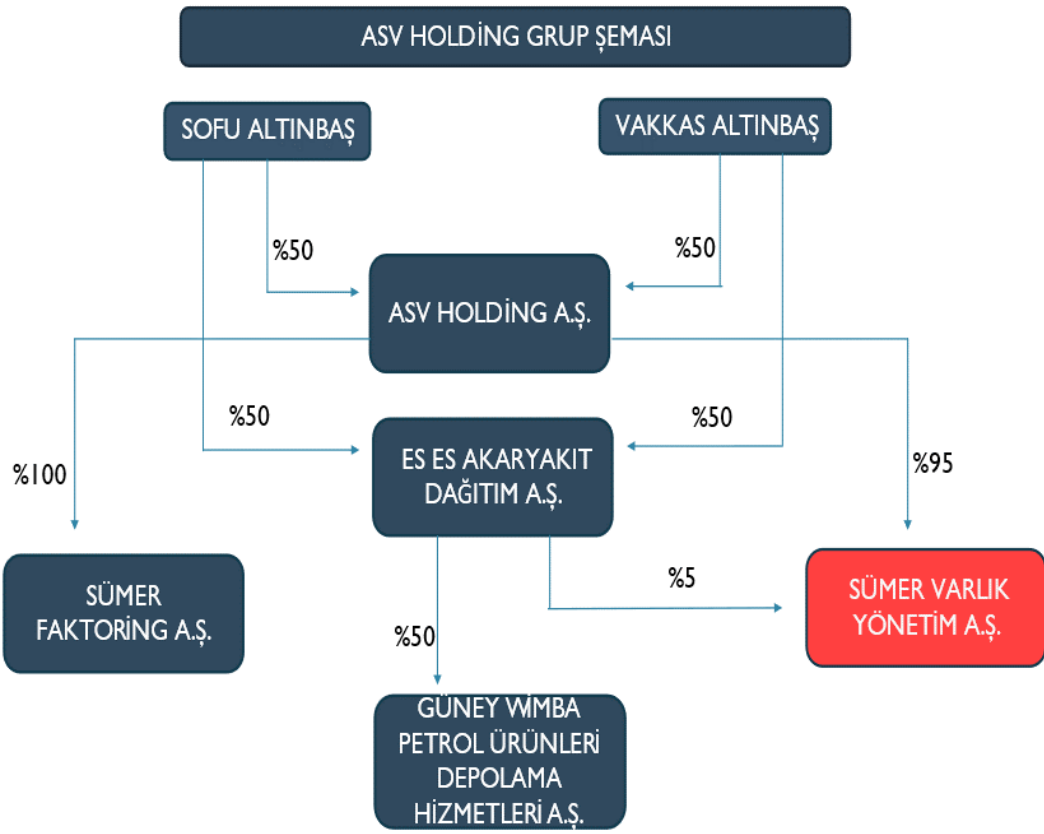 ASV HOLDİNG GRUP ŞEMASI
SOFU ALTINBAŞ
VAKKAS ALTINBAŞ
%50
%50
ASV HOLDİNG A.Ş.
%50
%50
%100
ES ES AKARYAKIT
DAĞITIM A.Ş.
%95
SÜMER
FAKTORİNG A.Ş.
%50
%5
SÜMER VARLIK
YÖNETİM A.Ş.
GÜNEY WİMBA
PETROL ÜRÜNLERİ
DEPOLAMA
HİZMETLERİ A.Ş.